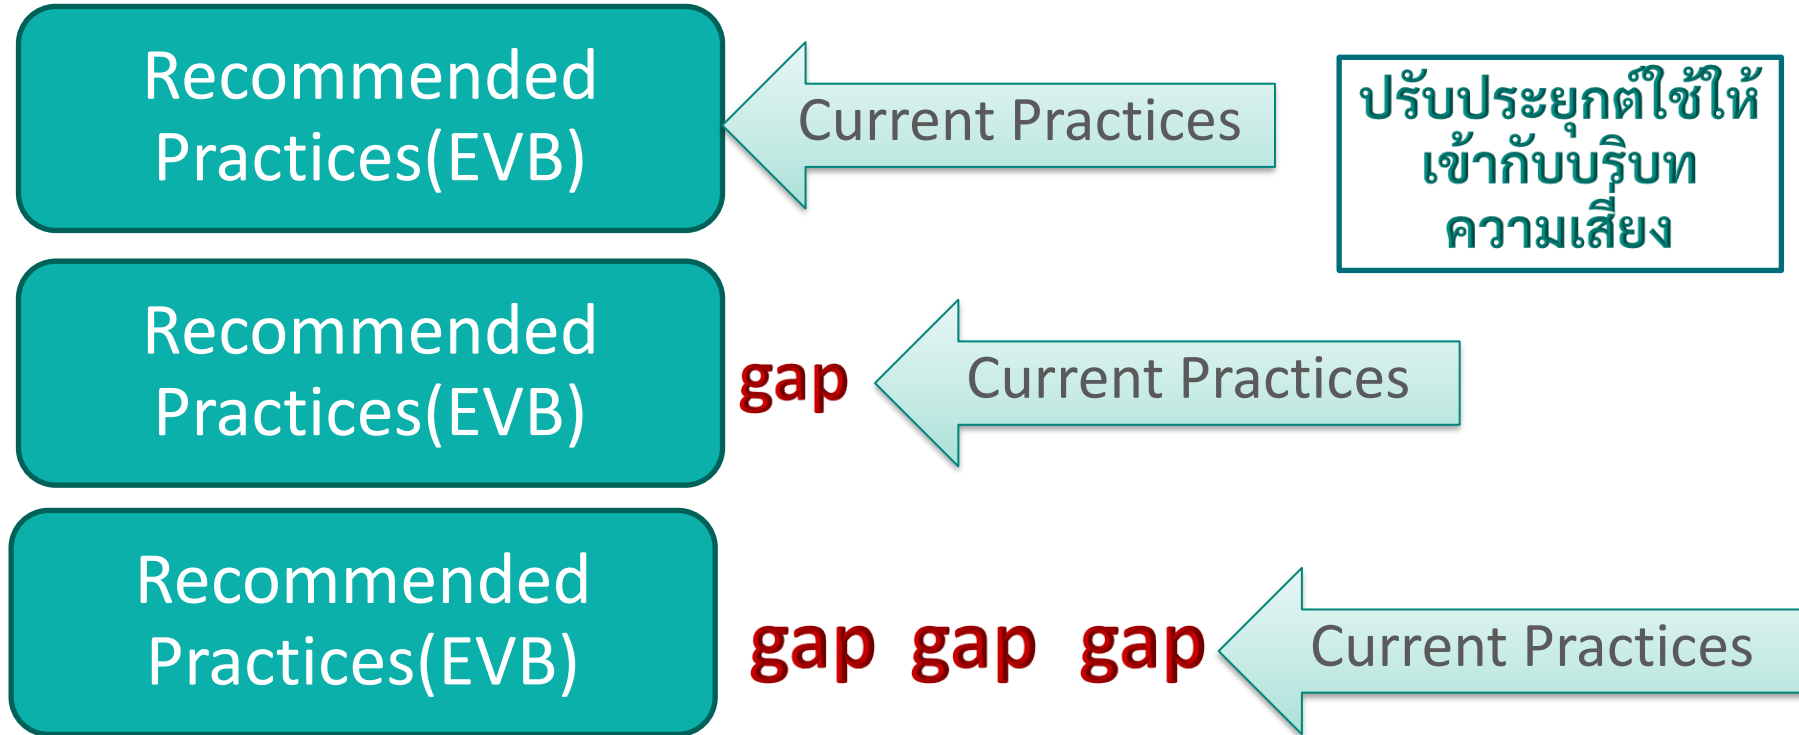 Recommended
Practices(EVB)
Current Practices
ปรับประยุกต์ใช้ให้
เข้ากับบริบท
ความเสี่ยง
Recommended
Practices(EVB)
gap
Current Practices
Recommended
Practices(EVB)
gap gap gap
Current Practices